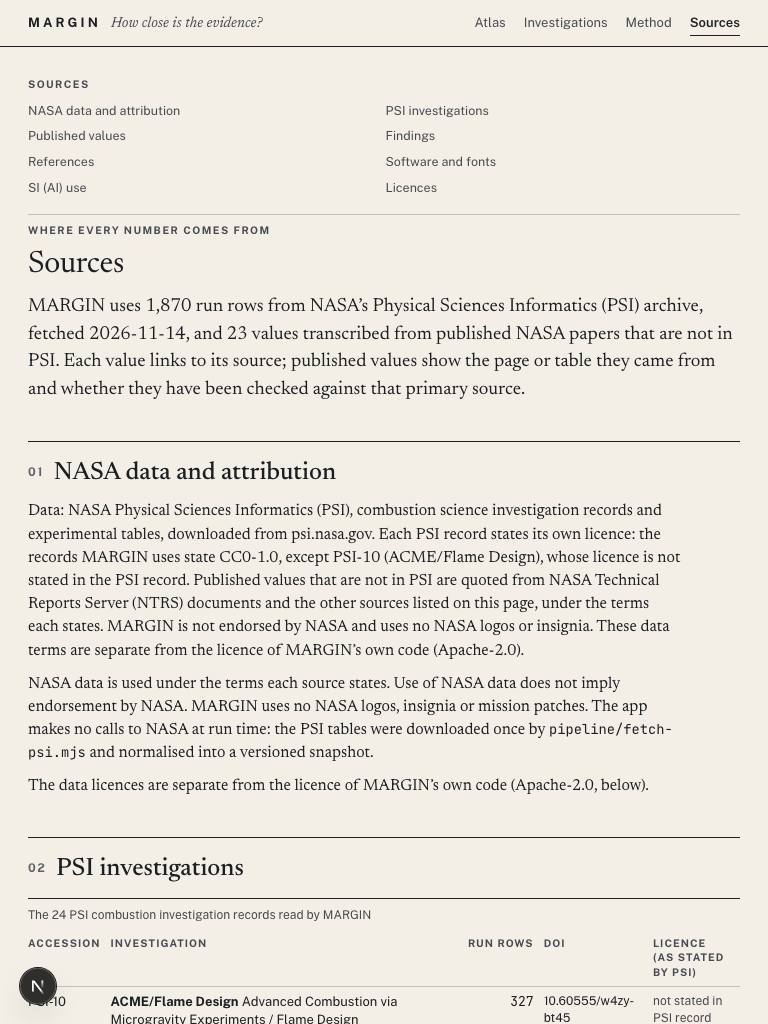 MARGIN How close is the evidence? Atlas Investigations Method Sources
SOURCES
NASA data and attribution PSI investigations
Published values Findings
References Software and fonts
SI (AI) use Licences
WHERE EVERY NUMBER COMES FROM
Sources
MARGIN uses 1,870 run rows from NASA’s Physical Sciences Informatics (PSI) archive,
fetched 2026-11-14, and 23 values transcribed from published NASA papers that are not in
PSI. Each value links to its source; published values show the page or table they came from
and whether they have been checked against that primary source.
01 NASA data and attribution
Data: NASA Physical Sciences Informatics (PSI), combustion science investigation records and
experimental tables, downloaded from psi.nasa.gov. Each PSI record states its own licence: the
records MARGIN uses state CC0-1.0, except PSI-10 (ACME/Flame Design), whose licence is not
stated in the PSI record. Published values that are not in PSI are quoted from NASA Technical
Reports Server (NTRS) documents and the other sources listed on this page, under the terms
each states. MARGIN is not endorsed by NASA and uses no NASA logos or insignia. These data
terms are separate from the licence of MARGIN’s own code (Apache-2.0).
NASA data is used under the terms each source states. Use of NASA data does not imply
endorsement by NASA. MARGIN uses no NASA logos, insignia or mission patches. The app
makes no calls to NASA at run time: the PSI tables were downloaded once by pipeline/fetch-
psi.mjs and normalised into a versioned snapshot.
The data licences are separate from the licence of MARGIN’s own code (Apache-2.0, below).
02 PSI investigations
The 24 PSI combustion investigation records read by MARGIN
ACCESSION INVESTIGATION RUN ROWS DOI LICENCE
(AS STATED
BY PSI)
N
-10 ACME/Flame Design Advanced Combustion via 327 10.60555/w4zy- not stated in
Microgravity Experiments / Flame Design bt45 PSI record